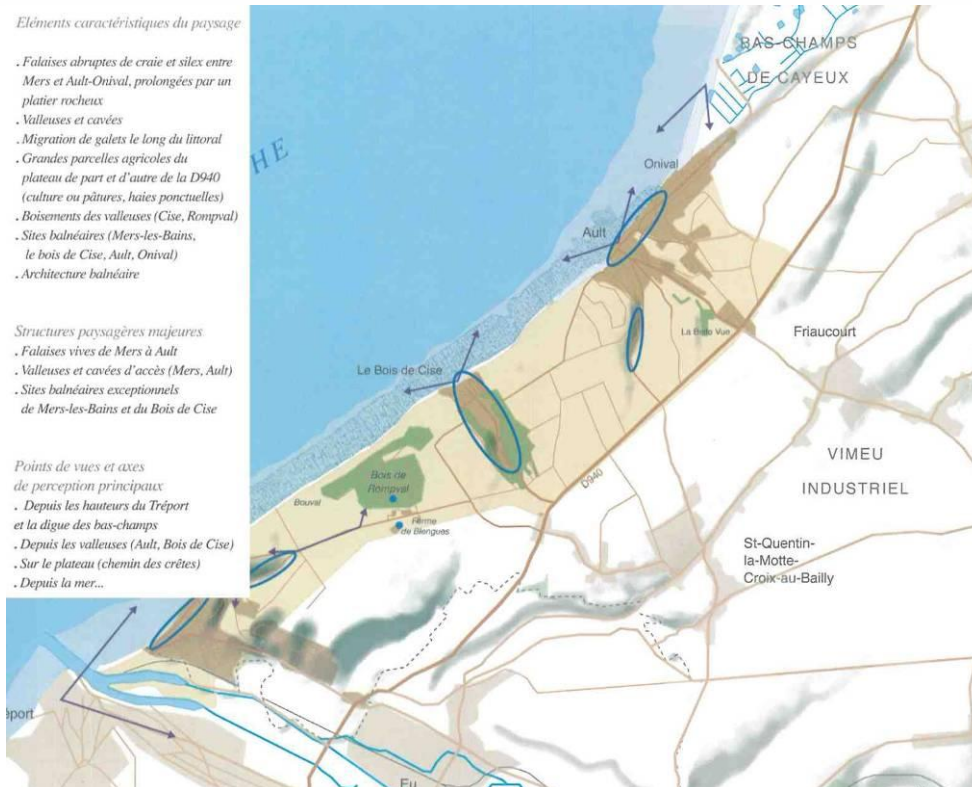 Eléments caractéristiques du paysage
. Falaises abruptes de craie et silex entre
Mers et Ault-Onival, prolongées par un
platier rocheux
. Valleuses et cavées
. Migration de galets le long du littoral
. Grandes parcelles agricoles du
plateau de part et d'autre de la D940
(culture ou pâtures, haies ponctuelles)
. Boisements des valleuses (Cise, Rompval)
. Sites balnéaires (Mers-les-Bains,
le bois de Cise, Ault, Onival)
. Architecture balnéaire
Structures paysagères majeures
. Falaises vives de Mers à Ault
. Valleuses et cavées d'accès (Mers, Ault)
. Sites balnéaires exceptionnels
de Mers-les-Bains et du Bois de Cise
Points de vues et axes
de perception principaux
. Depuis les hauteurs du Tréport
et la digue des bas-champs
. Depuis les valleuses (Ault, Bois de Cise)
. Sur le plateau (chemin des crêtes)
. Depuis la mer...
HE
BAS-CHAMPS
DE CAYEUX
Onival
Ault
La Belle Vue
Friaucourt
Le Bois de Cise
VIMEU
INDUSTRIEL
D940
Bois de
Rompval
Bouval
Ferme
de Blengues
St-Quentin-
la-Motte-
Croix-au-Bailly
éport
Eu